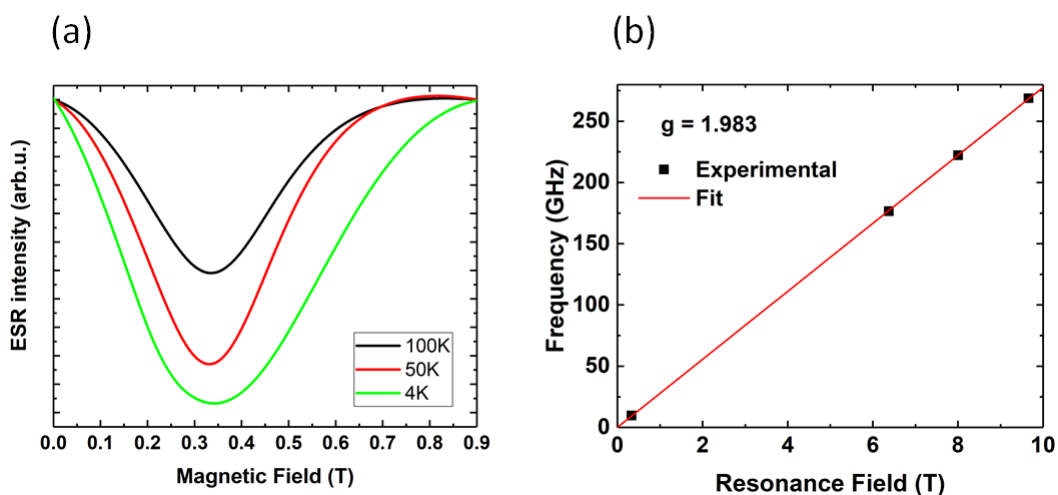 (a)
ESR intensity (arb.u.)
100K
50K
4K
0.0 0.1 0.2 0.3 0.4 0.5 0.6 0.7 0.8 0.9
Magnetic Field (T)
(b)
g = 1.983
Experimental
Fit
Frequency (GHz)
250
200
150
100
50
0
0 2 4 6 8 10
Resonance Field (T)